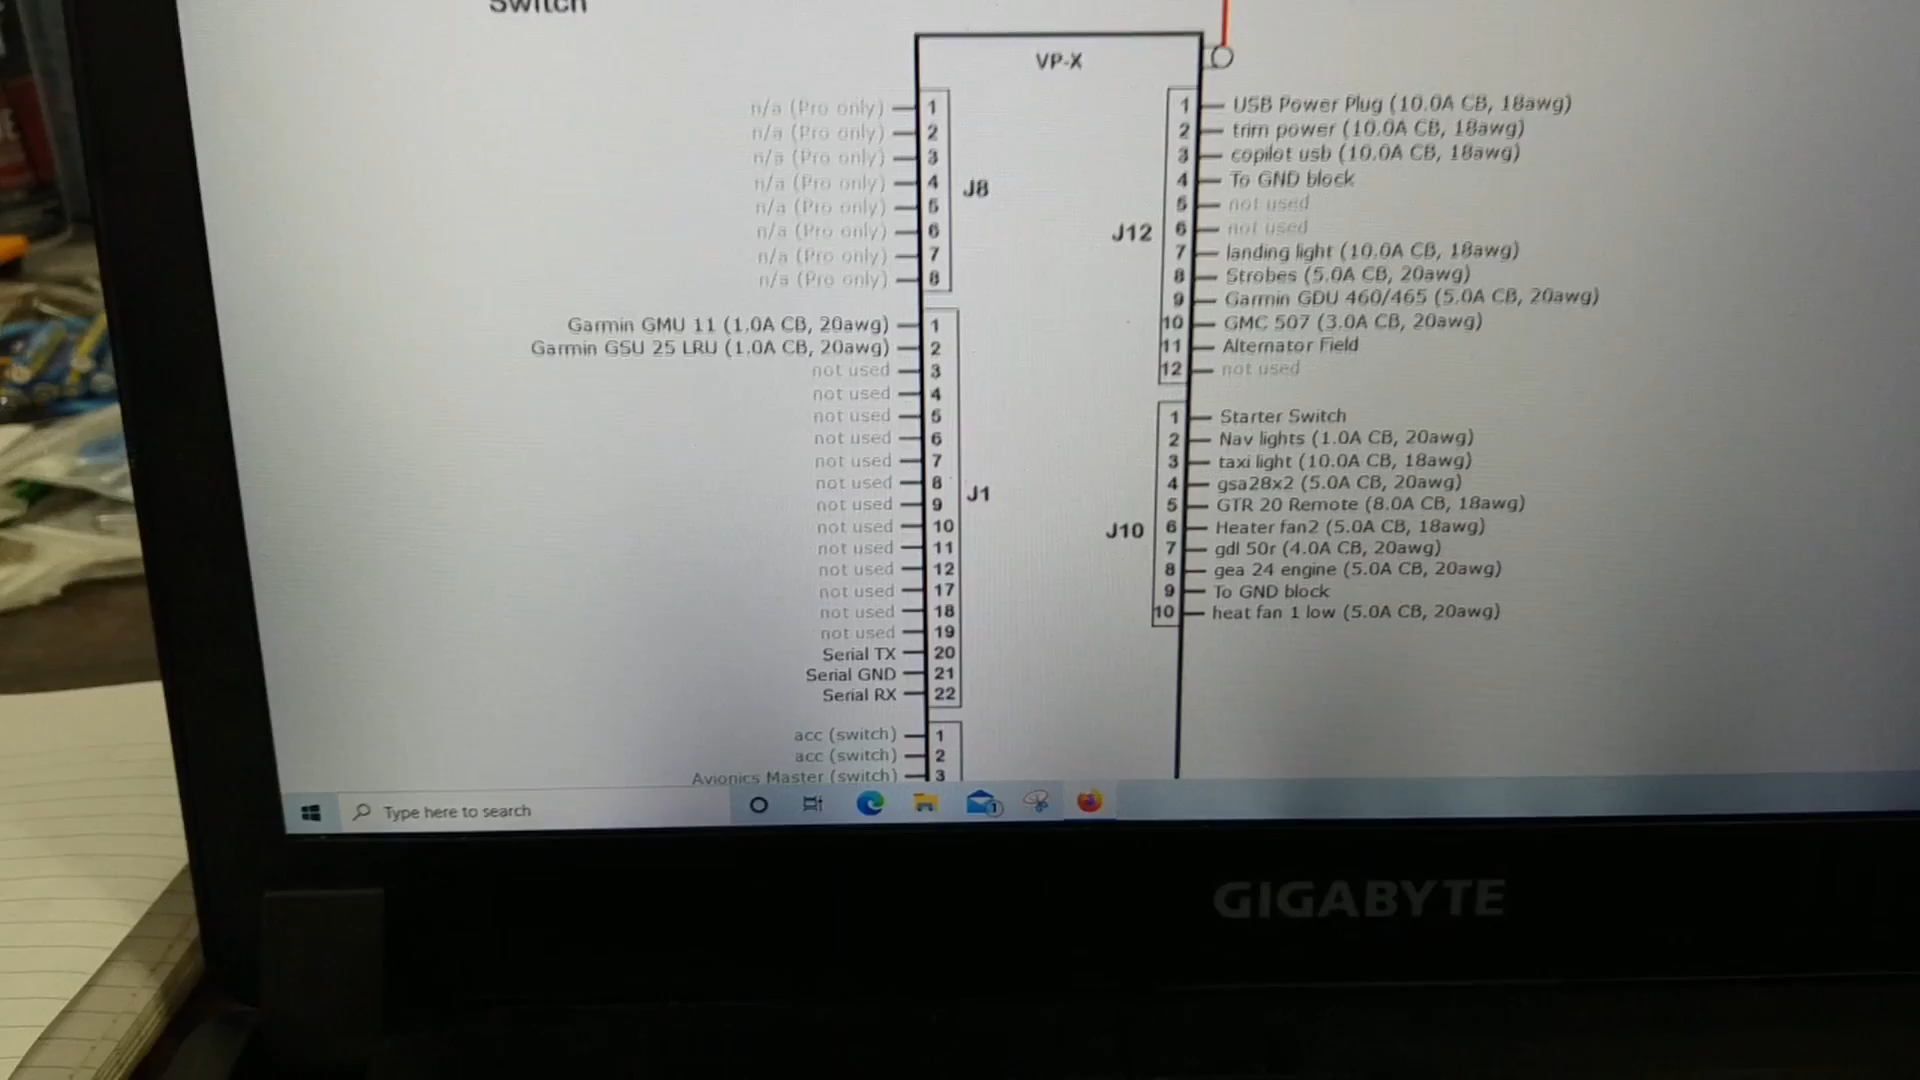 Switch
VP-X
n/a (Pro only) 1
n/a (Pro only) 2
n/a (Pro only) 3
n/a (Pro only) 4
n/a (Pro only) 5
n/a (Pro only) 6
n/a (Pro only) 7
n/a (Pro only) 8
J8
Garmin GMU 11 (1.0A CB, 20awg) 1
Garmin GSU 25 LRU (1.0A CB, 20awg) 2
not used 3
not used 4
not used 5
not used 6
not used 7
not used 8
not used 9
not used 10
not used 11
not used 12
not used 17
not used 18
not used 19
Serial TX 20
Serial GND 21
Serial RX 22
J1
acc (switch) 1
acc (switch) 2
Avionics Master (switch) 3
J12
1 USB Power Plug (10.0A CB, 18awg)
2 trim power (10.0A CB, 18awg)
3 copilot usb (10.0A CB, 18awg)
4 To GND block
5 not used
6 not used
7 landing light (10.0A CB, 18awg)
8 Strobes (5.0A CB, 20awg)
9 Garmin GDU 460/465 (5.0A CB, 20awg)
10 GMC 507 (3.0A CB, 20awg)
11 Alternator Field
12 not used
J10
1 Starter Switch
2 Nav lights (1.0A CB, 20awg)
3 taxi light (10.0A CB, 18awg)
4 gsa28x2 (5.0A CB, 20awg)
5 GTR 20 Remote (8.0A CB, 18awg)
6 Heater fan2 (5.0A CB, 18awg)
7 gdl 50r (4.0A CB, 20awg)
8 gea 24 engine (5.0A CB, 20awg)
9 To GND block
10 heat fan 1 low (5.0A CB, 20awg)
Type here to search
1
GIGABYTE